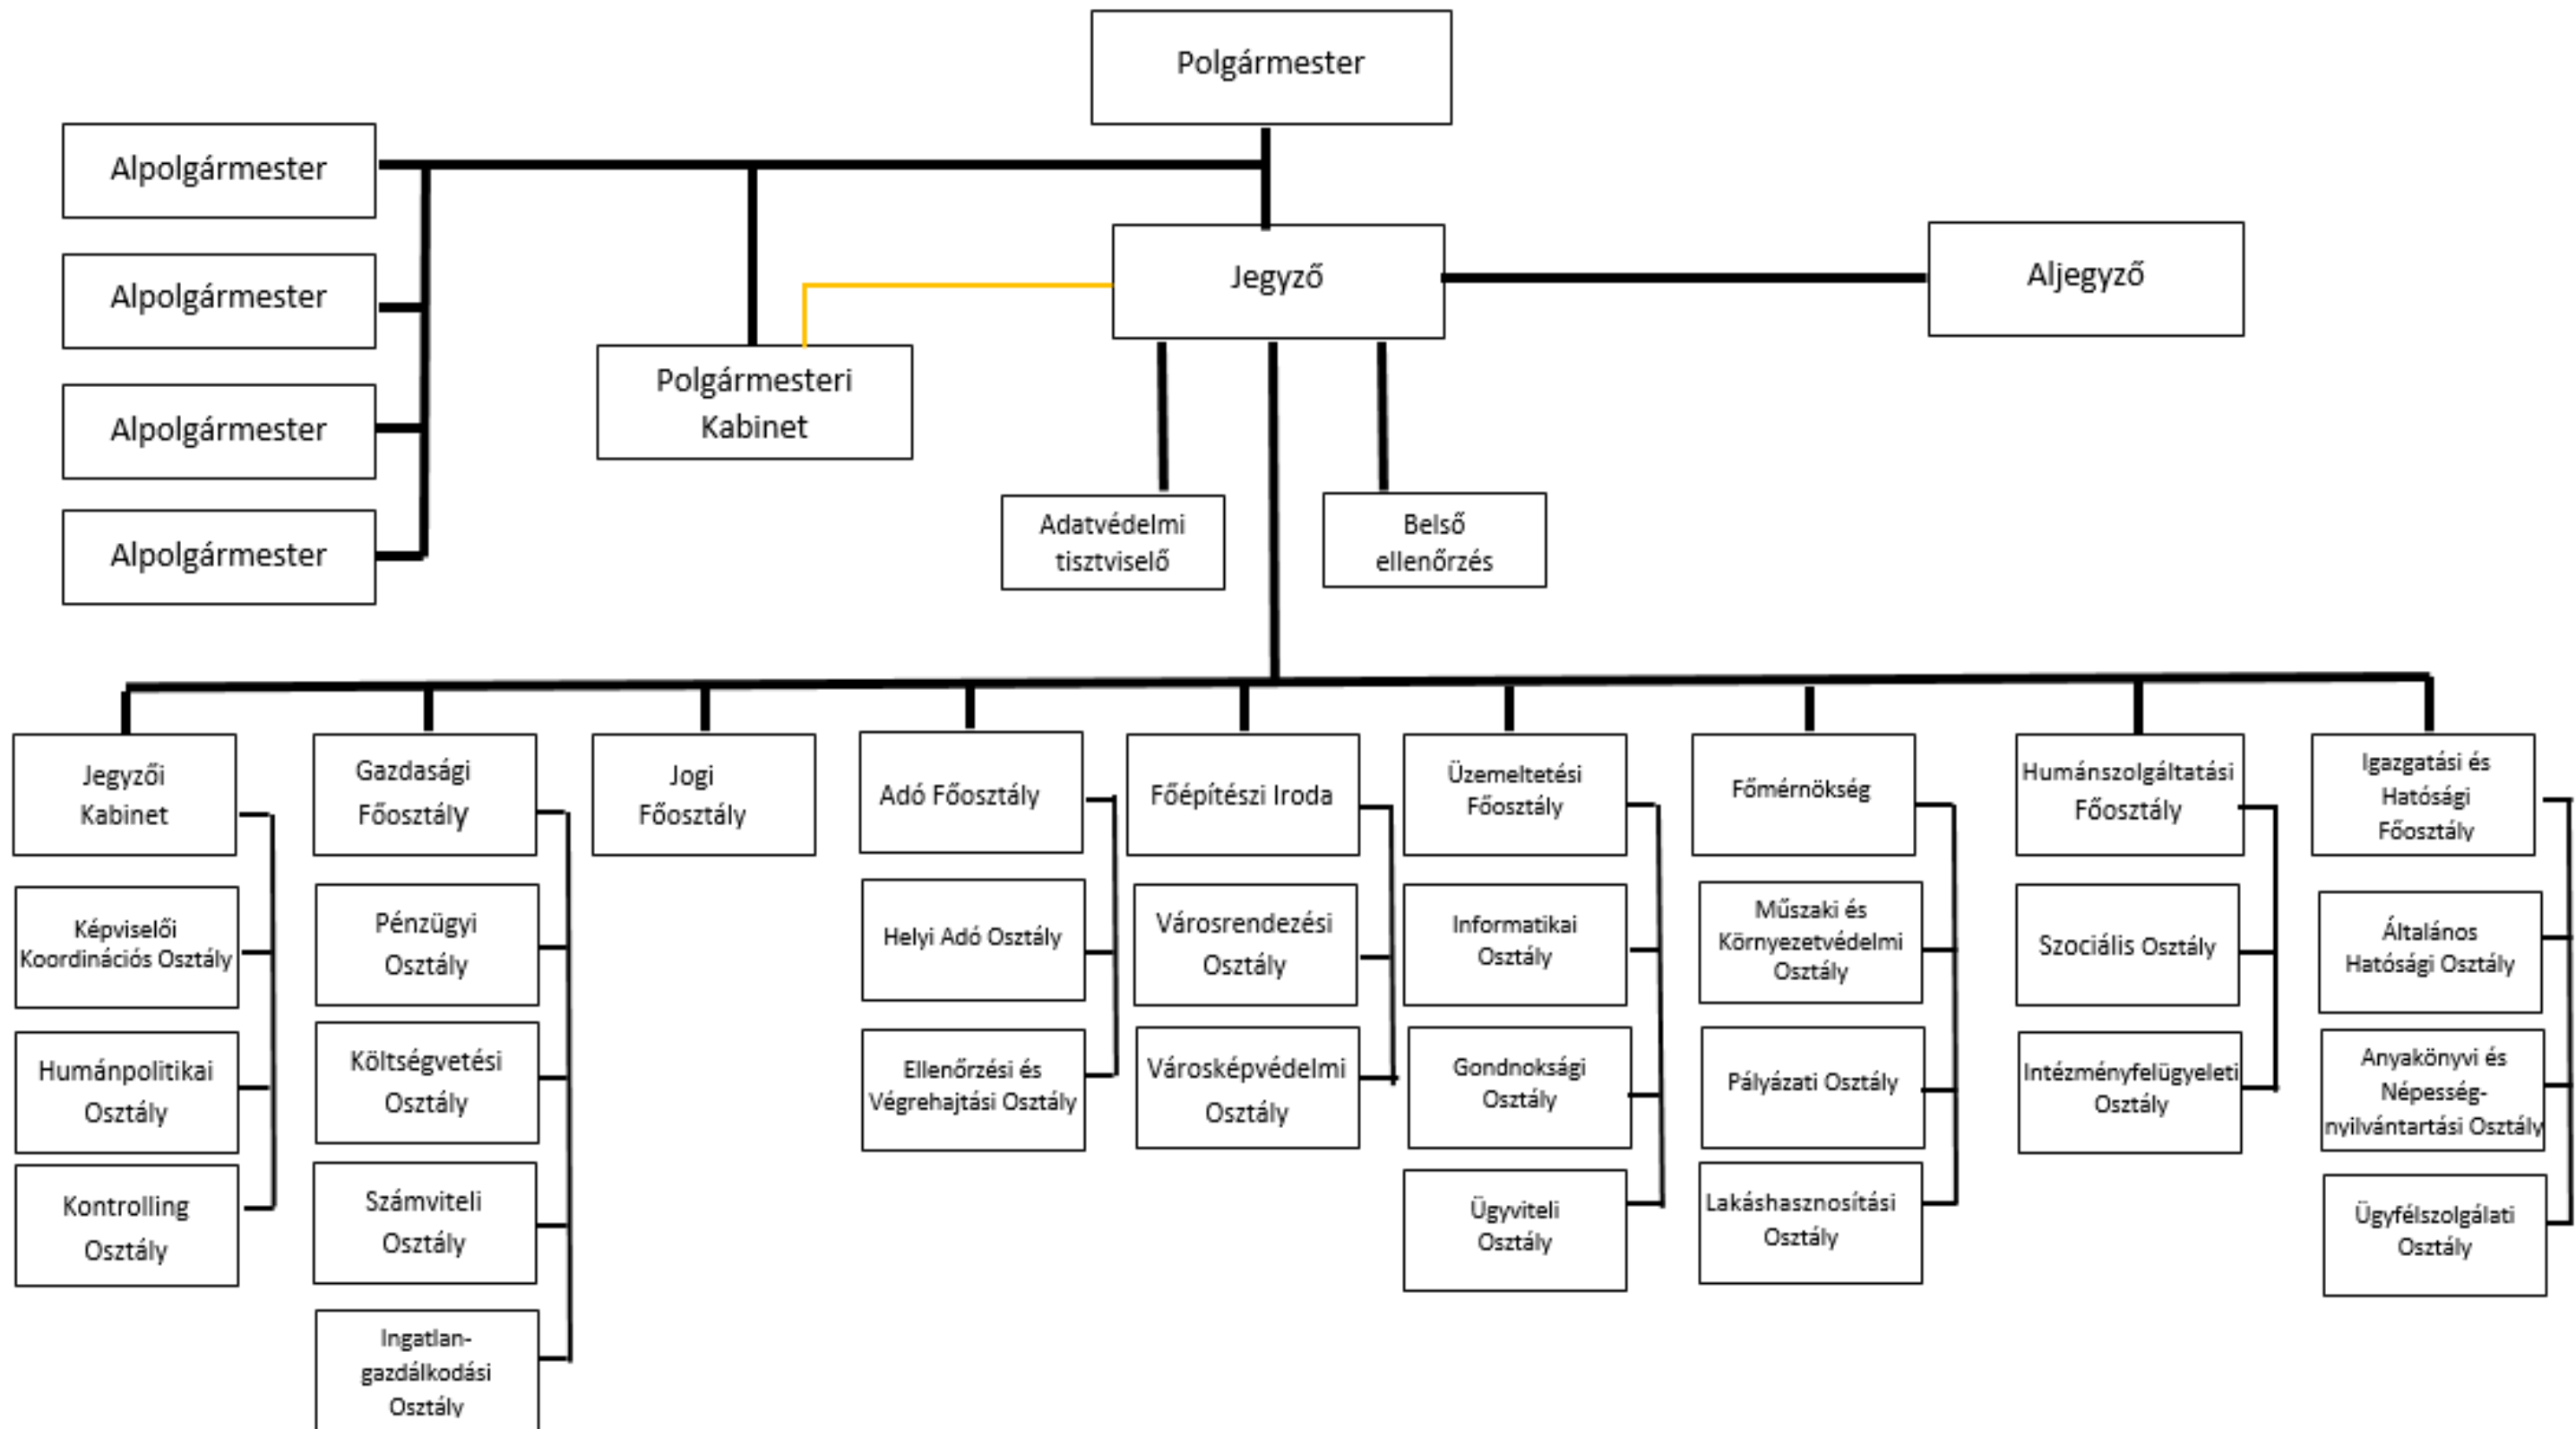 Polgármester
Alpolgármester
Alpolgármester
Alpolgármester
Alpolgármester
Polgármesteri
Kabinet
Jegyző
Aljegyző
Adatvédelmi
tisztviselő
Belső
ellenőrzés
Jegyzői
Kabinet
Képviselői
Koordinációs Osztály
Humánpolitikai
Osztály
Kontrolling
Osztály
Gazdasági
Főosztály
Pénzügyi
Osztály
Költségvetési
Osztály
Számviteli
Osztály
Ingatlan-
gazdálkodási
Osztály
Jogi
Főosztály
Adó Főosztály
Helyi Adó Osztály
Ellenőrzési és
Végrehajtási Osztály
Főépítészi Iroda
Városrendezési
Osztály
Városképvédelmi
Osztály
Üzemeltetési
Főosztály
Informatikai
Osztály
Gondnoksági
Osztály
Ügyviteli
Osztály
Főmérnökség
Műszaki és
Környezetvédelmi
Osztály
Pályázati Osztály
Lakáshasznosítási
Osztály
Humánszolgáltatási
Főosztály
Szociális Osztály
Intézményfelügyeleti
Osztály
Igazgatási és
Hatósági
Főosztály
Általános
Hatósági Osztály
Anyakönyvi és
Népesség-
nyilvántartási Osztály
Ügyfélszolgálati
Osztály